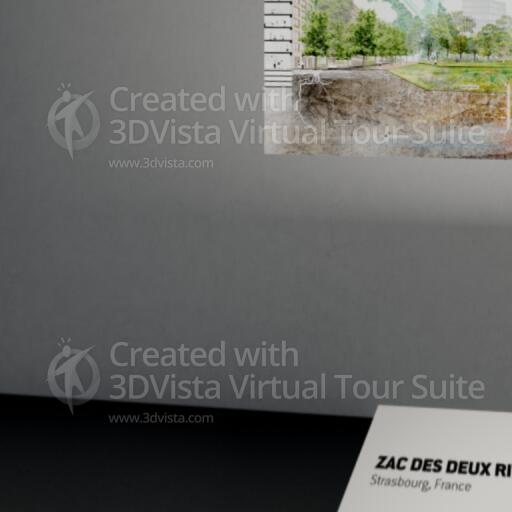 Created with
3DVista Virtual Tour Suite
www.3dvista.com
Created with
3DVista Virtual Tour Suite
www.3dvista.com
ZAC DES DEUX RI
Strasbourg, France